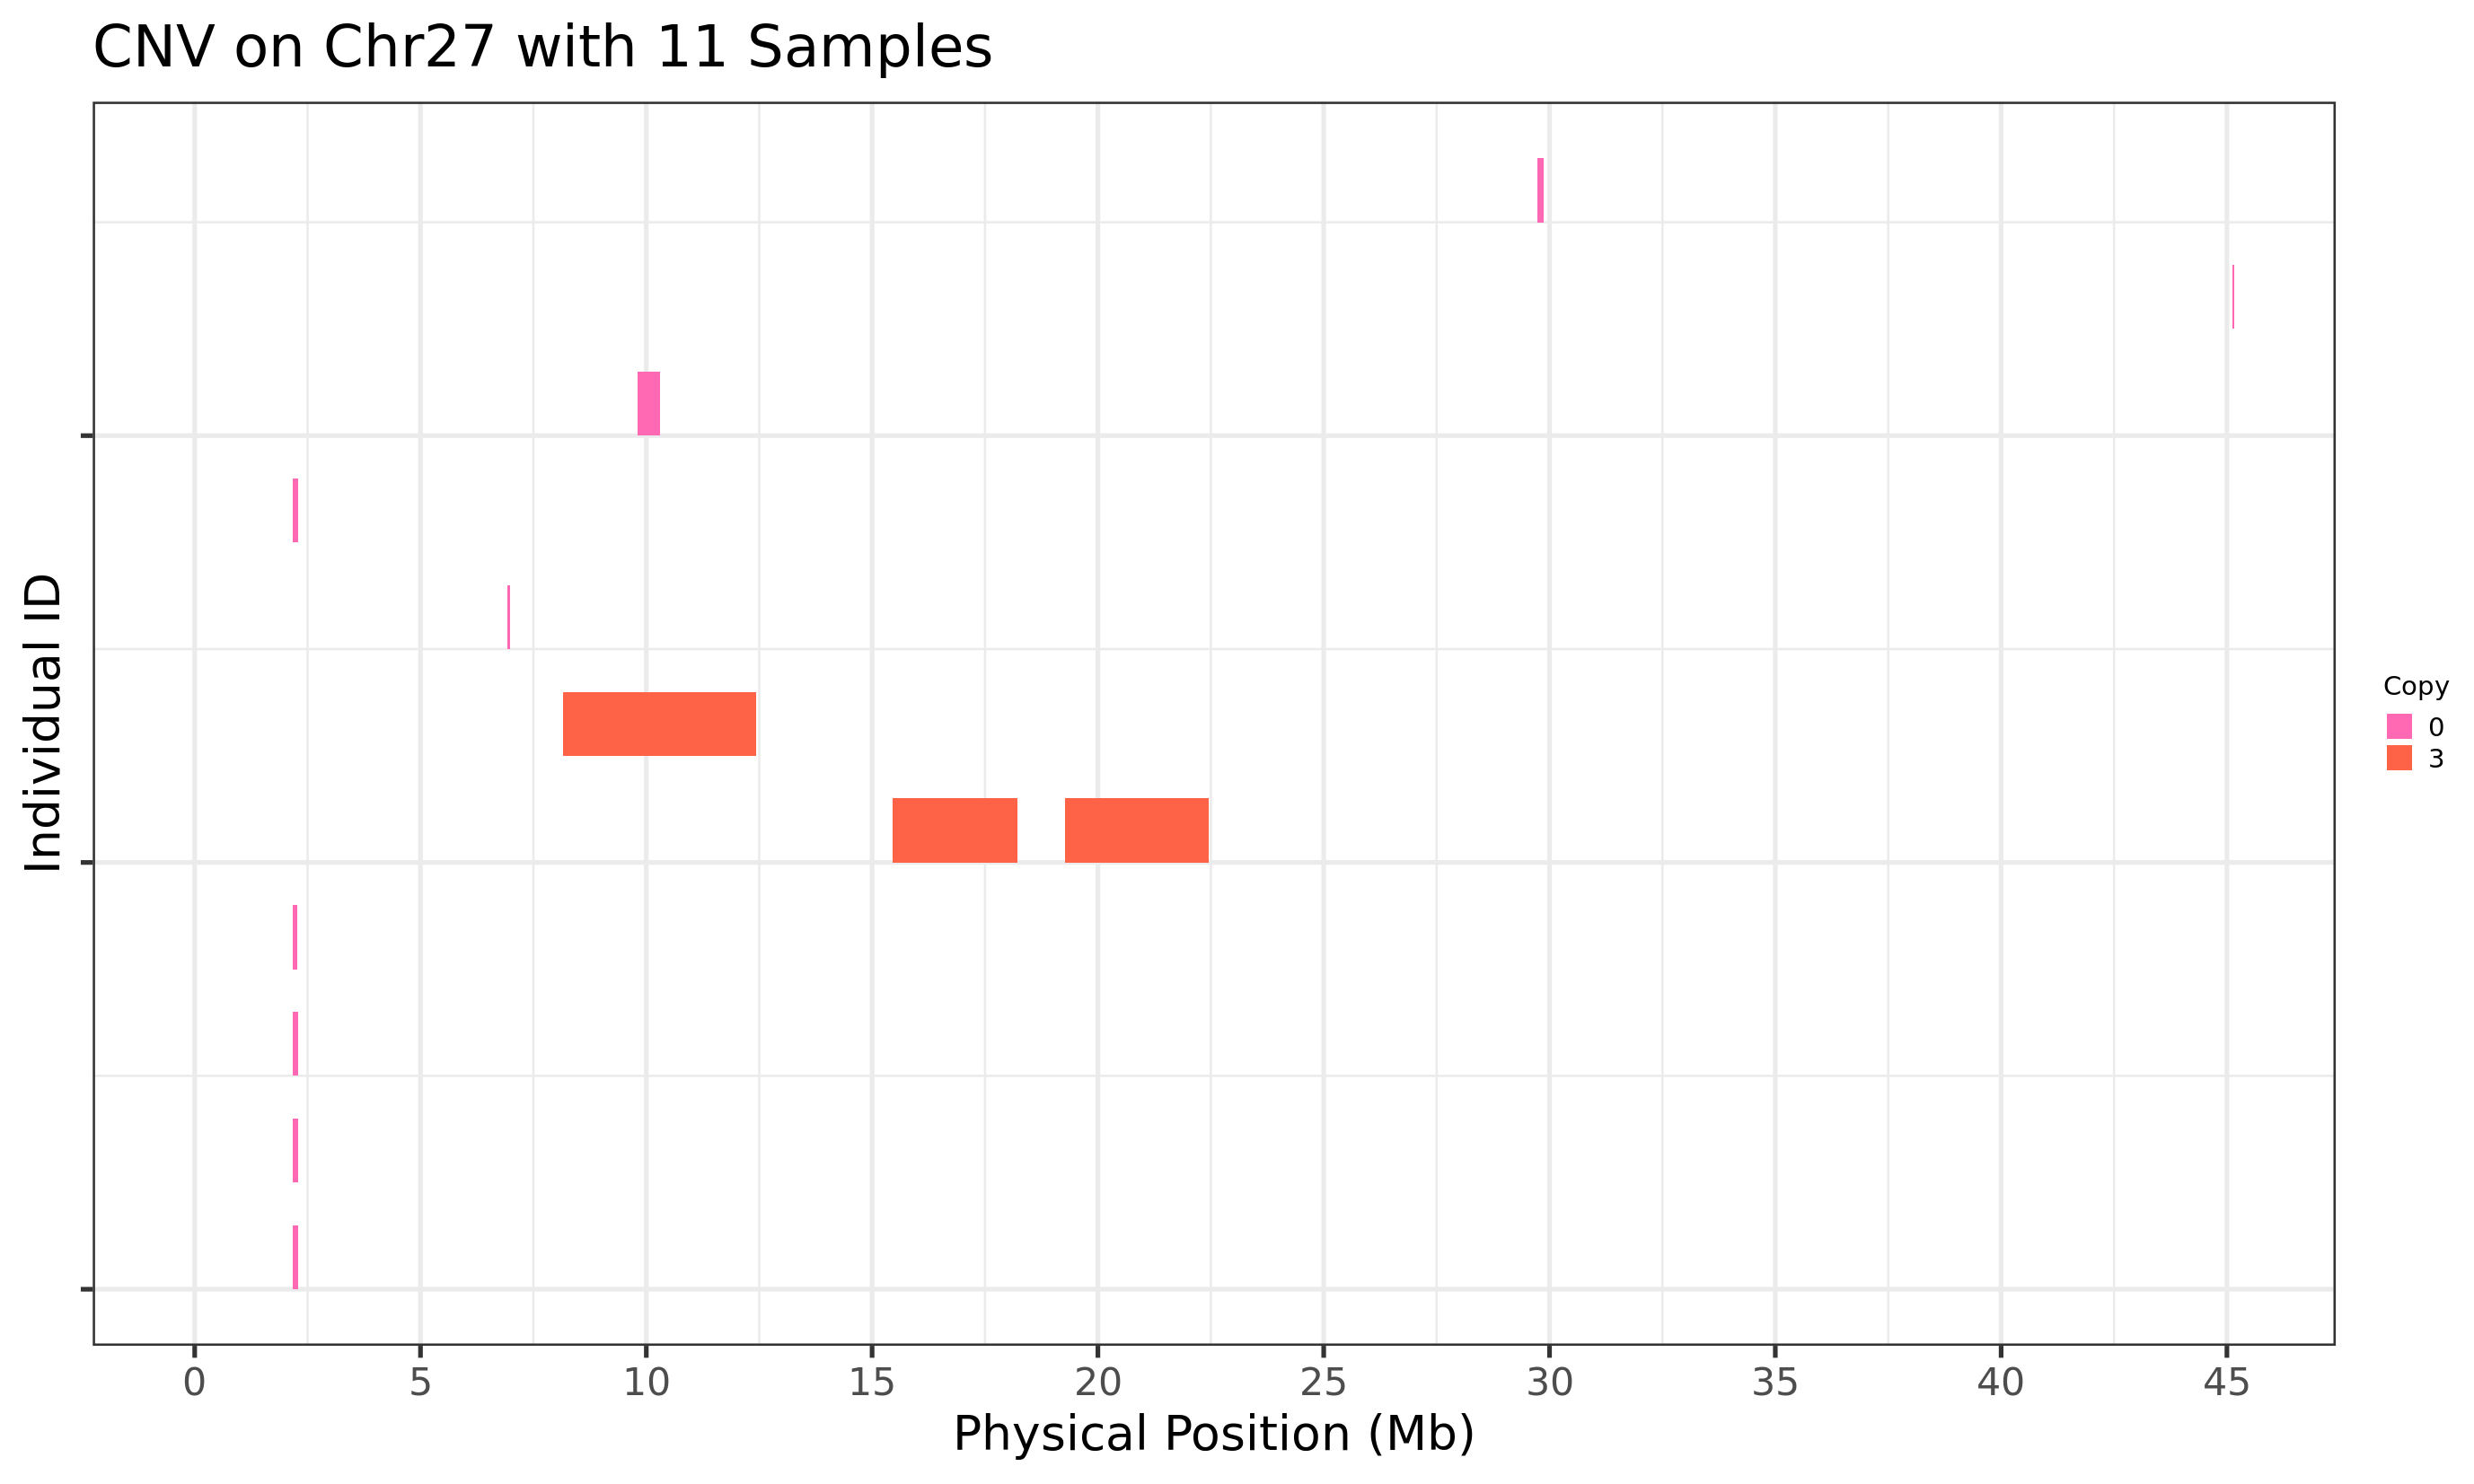 CNV on Chr27 with 11 Samples
Individual ID
Copy
0
3
0 5 10 15 20 25 30 35 40 45
Physical Position (Mb)